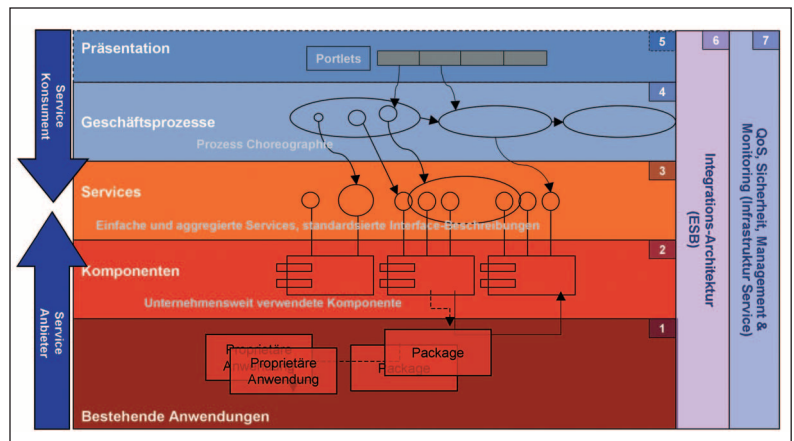 Präsentation
Portlets
5
6
7
Service
Konsument
Geschäftsprozesse
Prozess Choreographie
4
Services
Einfache und aggregierte Services, standardsierte Interface-Beschreibungen
3
Komponenten
Unternehmensweit verwendete Komponente
2
Service
Anbieter
1
Proprietäre
Anwendung
Proprietäre
Anwendung
Package
Package
Bestehende Anwendungen
Integrations-Architektur
(ESB)
QoS, Sicherheit, Management &
Monitoring (Infrastruktur Service)